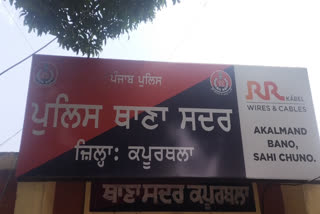 ਪੰਜਾਬ ਪੁਲਿਸ
ਪੁਲਿਸ ਥਾਣਾ ਸਦਰ
ਜ਼ਿਲ੍ਹਾ: ਕਪੂਰਥਲਾ
RR
KABEL
WIRES & CABLES
AKALMAND
BANO,
SAHI CHUNO.
ਥਾਣਾ ਸਦਰ ਕਪੂਰਥਲਾ